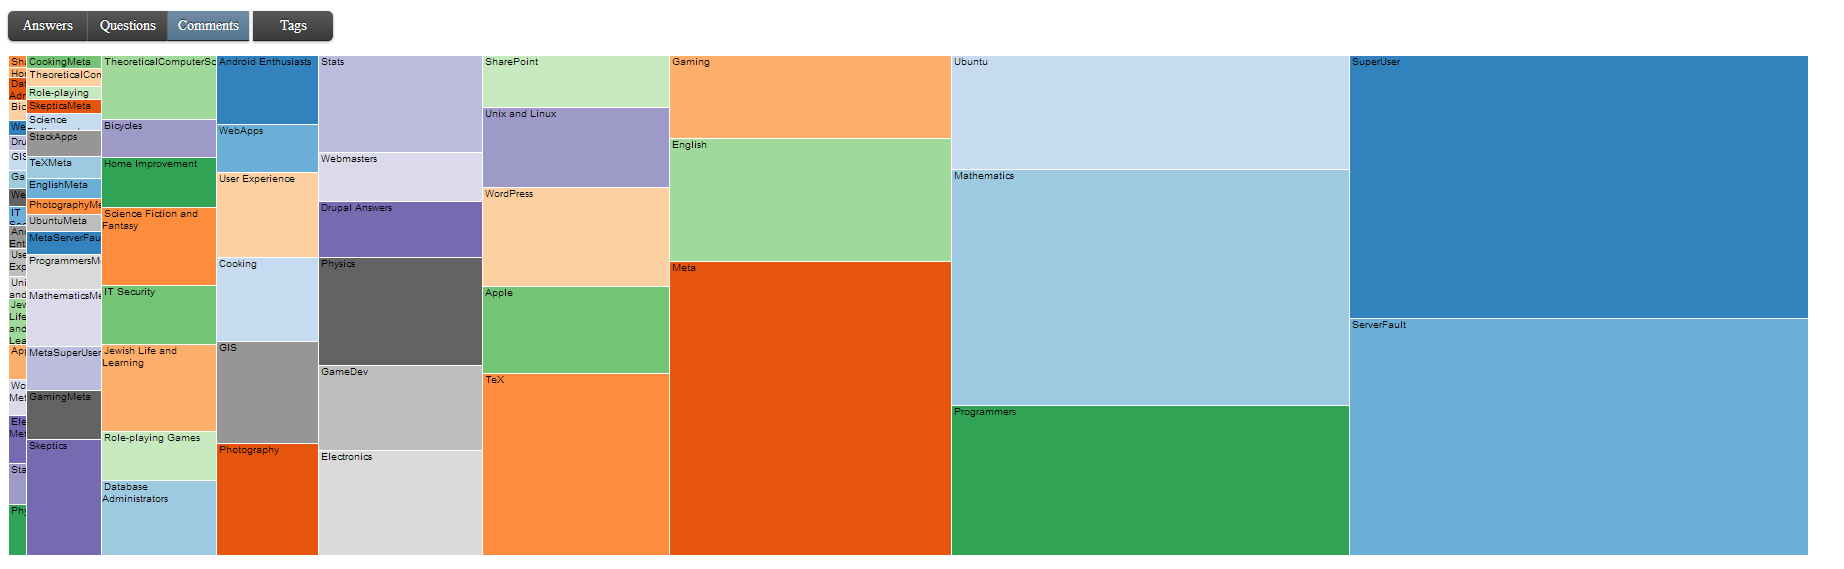 Answers
Questions
Comments
Tags
Sh
Ho
Da
Adr
Bic
We
Dru
GIS
Ga
We
IT
An
Ent
Use
Exp
Uni
and
Jew
Life
and
Lea
App
Wo
Met
Ele
Met
Sta
Phy
CookingMeta
TheoreticalCon
Role-playing
SkepticsMeta
Science
StackApps
TeXMeta
EnglishMeta
PhotographyMe
UbuntuMeta
MetaServerFau
ProgrammersMe
MathematicsMe
MetaSuperUser
GamingMeta
Skeptics
TheoreticalComputerSc
Bicycles
Home Improvement
Science Fiction and
Fantasy
IT Security
Jewish Life and
Learning
Role-playing Games
Database
Administrators
Android Enthusiasts
WebApps
User Experience
Cooking
GIS
Photography
Stats
Webmasters
Drupal Answers
Physics
GameDev
Electronics
SharePoint
Unix and Linux
WordPress
Apple
TeX
Gaming
English
Meta
Ubuntu
Mathematics
Programmers
SuperUser
ServerFault